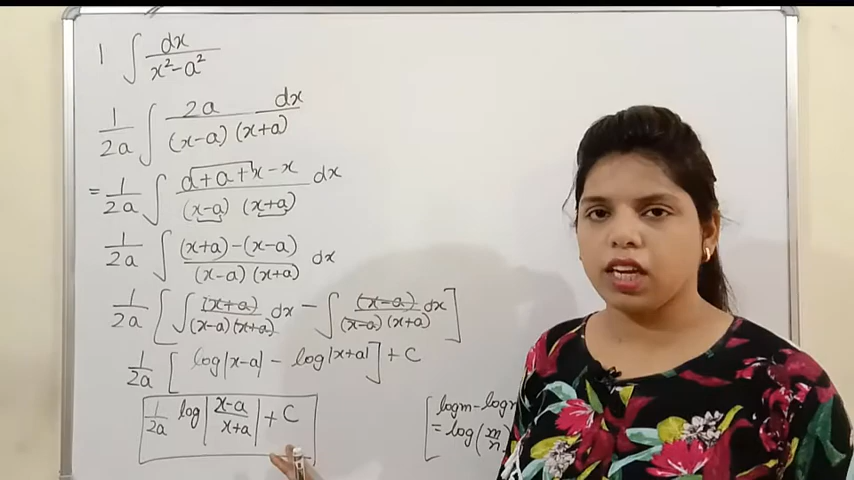 1 ∫ dx/(x²-a²)
1/2a ∫ 2a dx/((x-a)(x+a))
= 1/2a ∫ (a+a+x-x)/((x-a)(x+a)) dx
1/2a ∫ ((x+a)-(x-a))/((x-a)(x+a)) dx
1/2a [∫ (x+a)/((x-a)(x+a)) dx - ∫ (x-a)/((x-a)(x+a)) dx]
1/2a [log|x-a| - log|x+a|] + C
1/2a log|(x-a)/(x+a)| + C
[logm - log
= log(m/n)